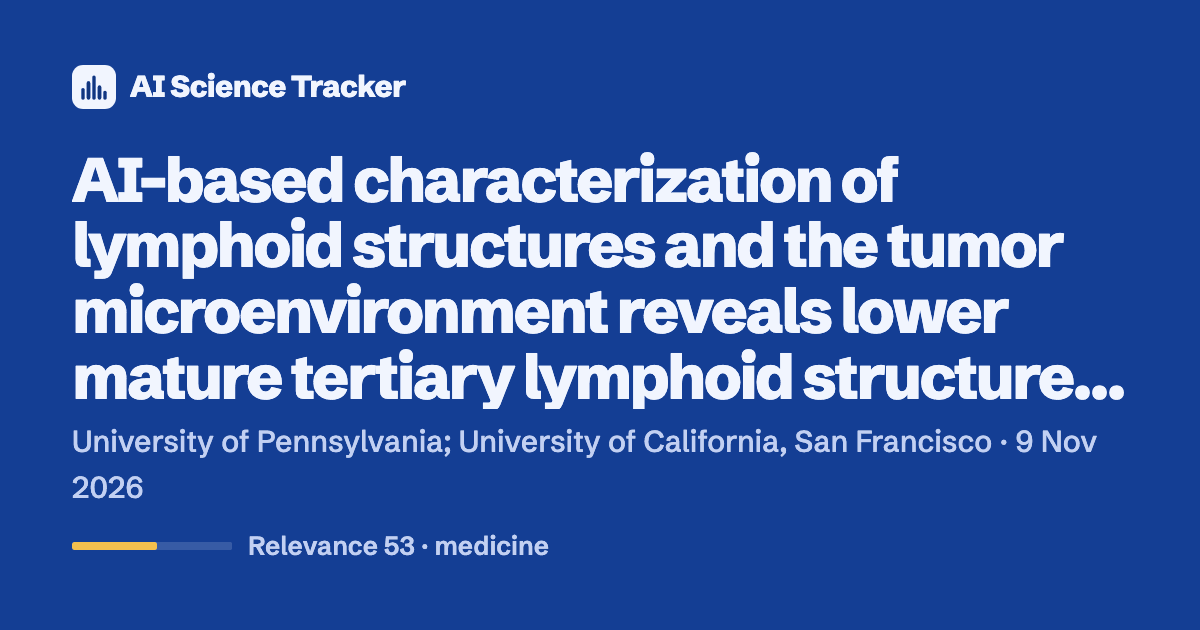 AI Science Tracker
AI-based characterization of
lymphoid structures and the tumor
microenvironment reveals lower
mature tertiary lymphoid structure...
University of Pennsylvania; University of California, San Francisco · 9 Nov
2026
Relevance 53 · medicine